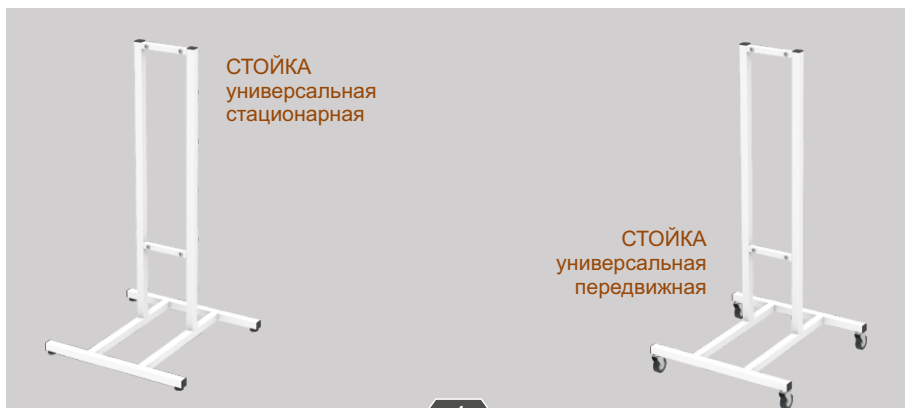 СТОЙКА
универсальная
стационарная
СТОЙКА
универсальная
передвижная